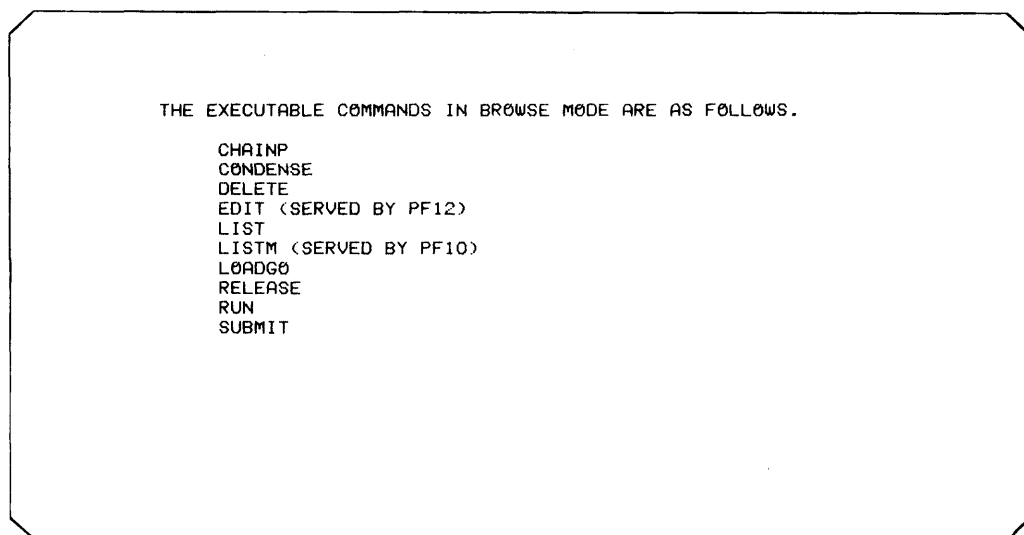 THE EXECUTABLE COMMANDS IN BROWSE MODE ARE AS FOLLOWS.
CHAINP
CONDENSE
DELETE
EDIT (SERVED BY PF12)
LIST
LISTM (SERVED BY PF10)
LOADGO
RELEASE
RUN
SUBMIT